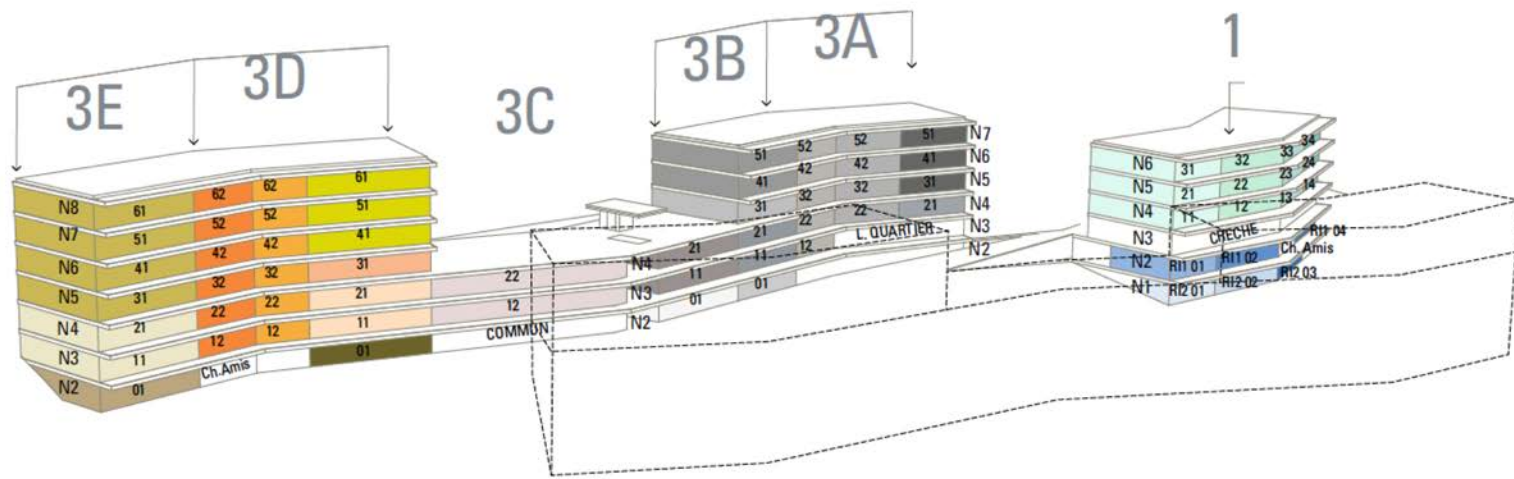 3E
3D
3C
3B
3A
1
N8 61 62 62 61
N7 51 52 52 51
N6 41 42 42 41
N5 31 32 32 31
N4 21 22 22 21 22
N3 11 12 12 11 12
N2 01 Ch.Amis 01 COMMUN
51 52 52 51 N7
41 42 42 41 N6
31 32 32 31 N5
N4 21 21 22 22 21 N4
N3 11 11 12 L. QUARTIER N3
N2 01 01 N2
N6 31 32 33 34
N5 21 22 23 24
N4 11 12 13 14
N3 CRECHE
N2 RI1 01 RI1 02 Ch.Amis RI1 04
N1 RI2 01 RI2 02 RI2 03